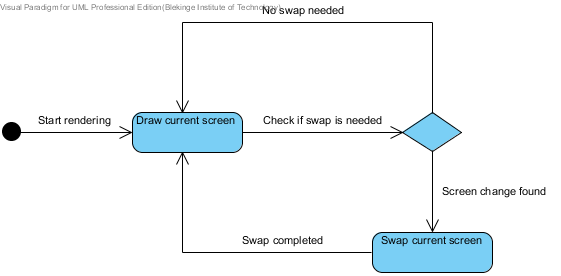 Visual Paradigm for UML Professional Edition(Blekinge Institute of Technology)
No swap needed
Start rendering
Draw current screen
Check if swap is needed
Screen change found
Swap completed
Swap current screen